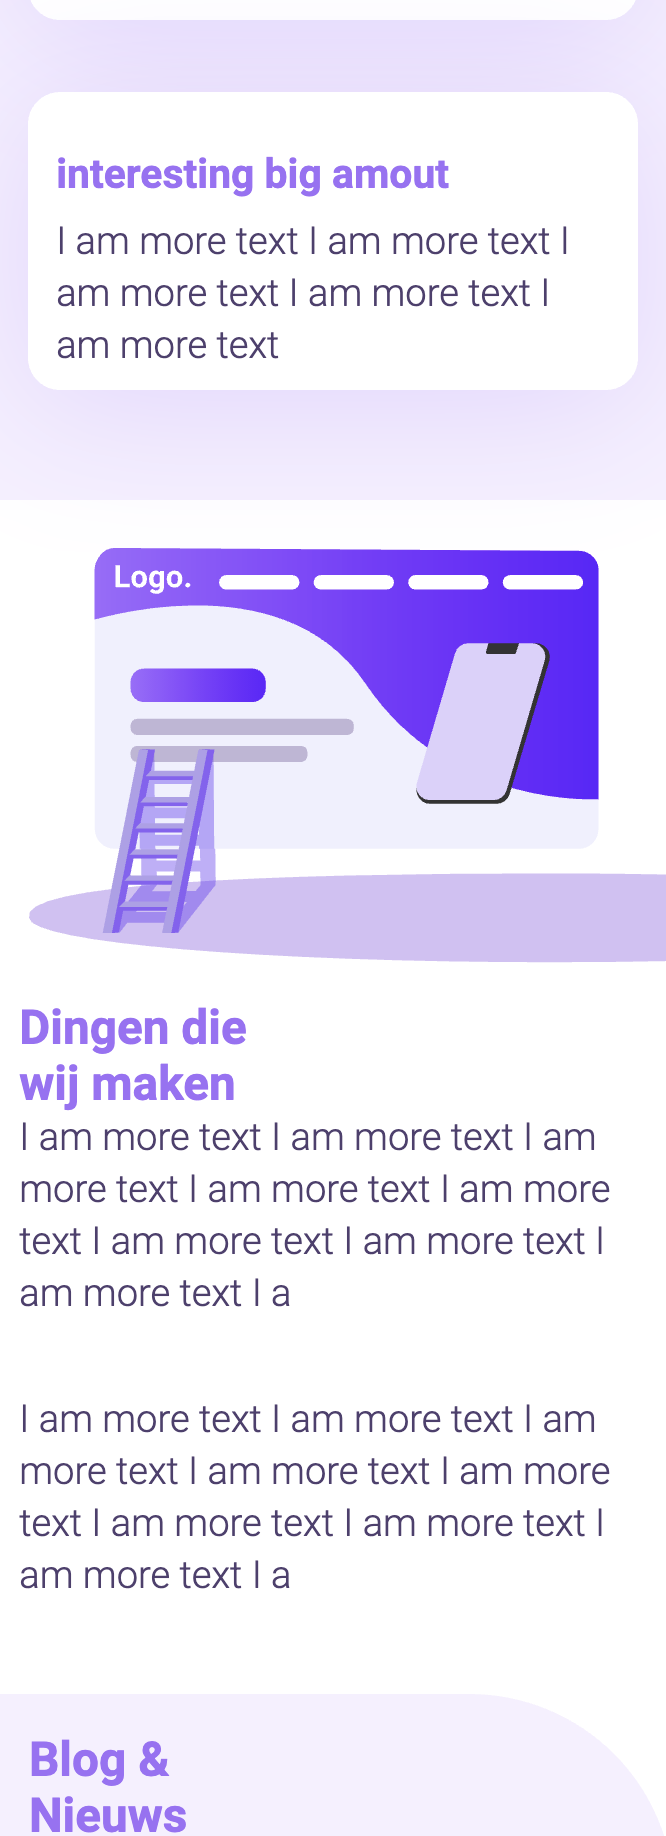 interesting big amout
I am more text I am more text I
am more text I am more text I
am more text
Logo.
Dingen die
wij maken
I am more text I am more text I am
more text I am more text I am more
text I am more text I am more text I
am more text I a
I am more text I am more text I am
more text I am more text I am more
text I am more text I am more text I
am more text I a
Blog &
Nieuws